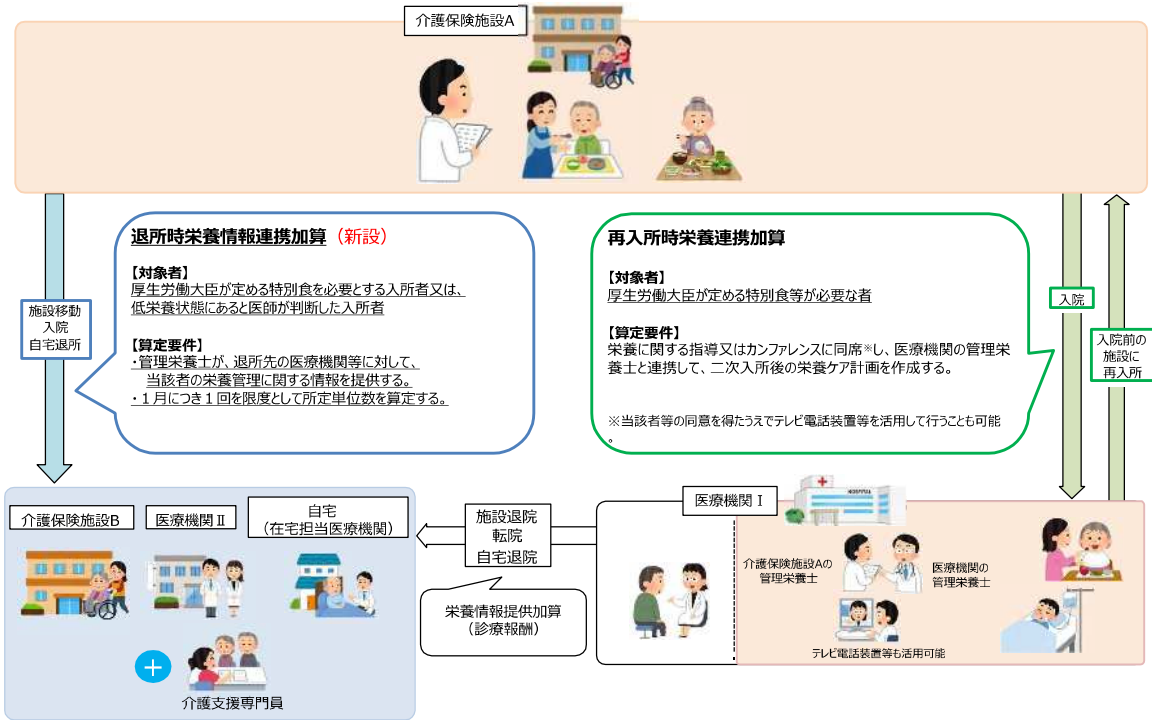 介護保険施設A
退所時栄養情報連携加算（新設）
【対象者】
厚生労働大臣が定める特別食を必要とする入所者又は、
低栄養状態にあると医師が判断した入所者
【算定要件】
・管理栄養士が、退所先の医療機関等に対して、
当該者の栄養管理に関する情報を提供する。
・１月につき１回を限度として所定単位数を算定する。
再入所時栄養連携加算
【対象者】
厚生労働大臣が定める特別食等が必要な者
【算定要件】
栄養に関する指導又はカンファレンスに同席※し、医療機関の管理栄
養士と連携して、二次入所後の栄養ケア計画を作成する。
※当該者等の同意を得たうえでテレビ電話装置等を活用して行うことも可能
。
施設移動
入院
自宅退所
入院
入院前の
施設に
再入所
介護保険施設B
医療機関Ⅱ
自宅
（在宅担当医療機関）
介護支援専門員
施設退院
転院
自宅退院
栄養情報提供加算
（診療報酬）
医療機関Ⅰ
HOSPITAL
介護保険施設Aの
管理栄養士
医療機関の
管理栄養士
テレビ電話装置等も活用可能